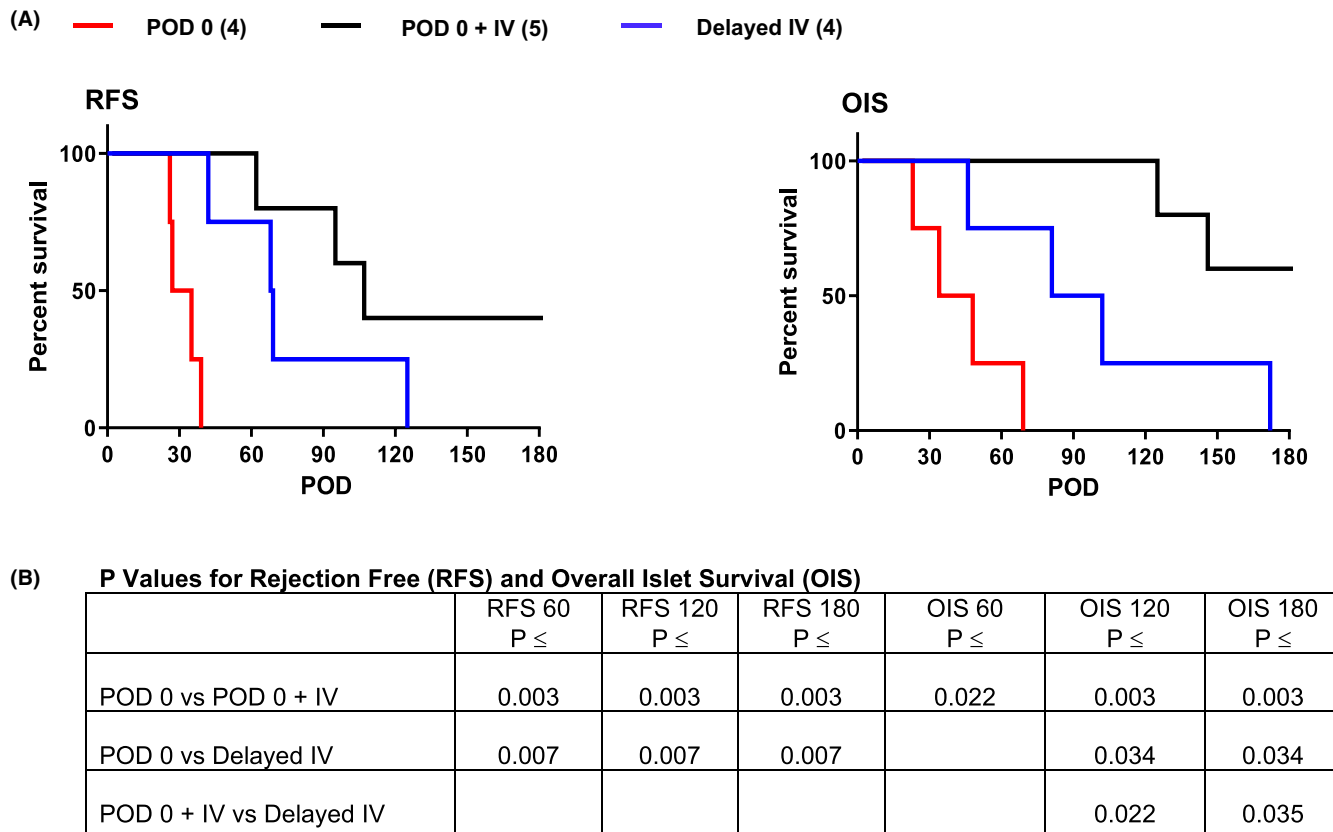 (A) POD 0 (4) POD 0 + IV (5) Delayed IV (4)
RFS
Percent survival
100
50
0
0 30 60 90 120 150 180
POD
OIS
Percent survival
100
50
0
0 30 60 90 120 150 180
POD
(B) P Values for Rejection Free (RFS) and Overall Islet Survival (OIS)
RFS 60 RFS 120 RFS 180 OIS 60 OIS 120 OIS 180
P ≤ P ≤ P ≤ P ≤ P ≤ P ≤
POD 0 vs POD 0 + IV 0.003 0.003 0.003 0.022 0.003 0.003
POD 0 vs Delayed IV 0.007 0.007 0.007 0.034 0.034
POD 0 + IV vs Delayed IV 0.022 0.035